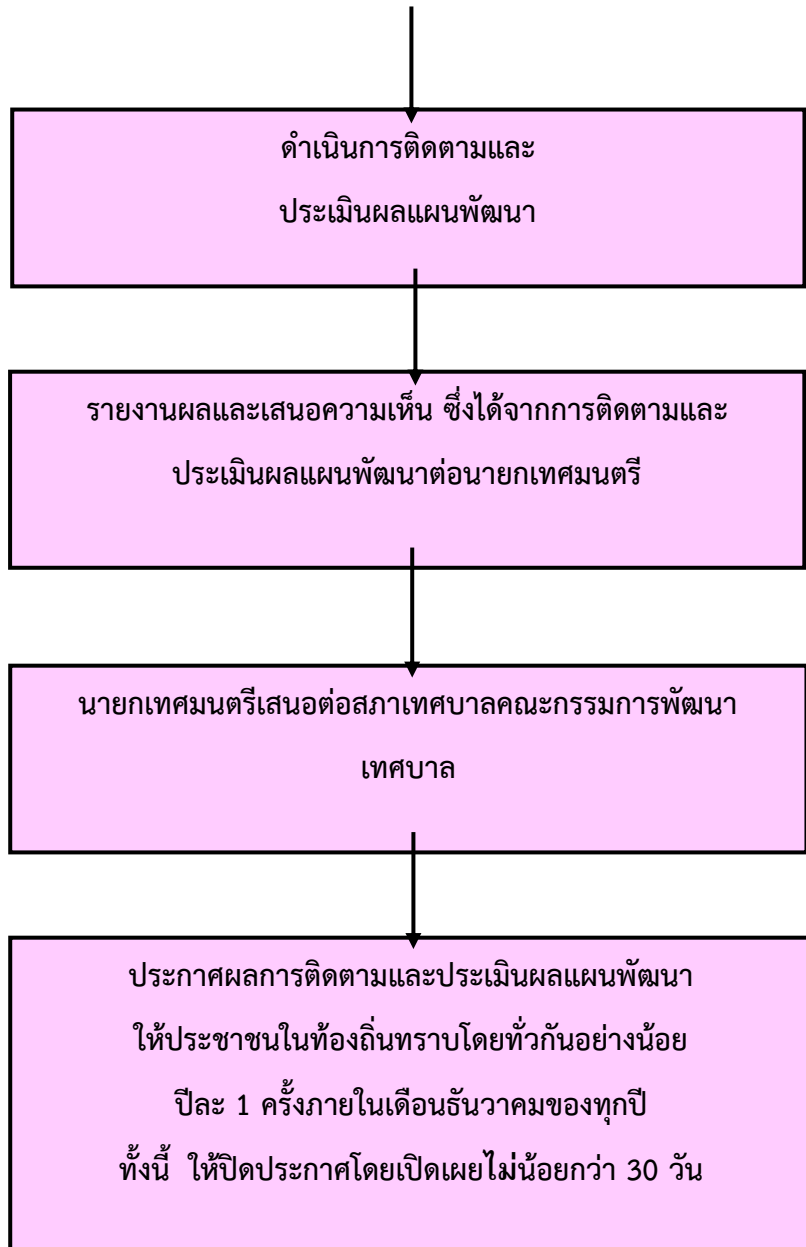 ดำเนินการติดตามและ
ประเมินผลแผนพัฒนา
รายงานผลและเสนอความเห็น ซึ่งได้จากการติดตามและ
ประเมินผลแผนพัฒนาต่อนายกเทศมนตรี
นายกเทศมนตรีเสนอต่อสภาเทศบาลคณะกรรมการพัฒนา
เทศบาล
ประกาศผลการติดตามและประเมินผลแผนพัฒนา
ให้ประชาชนในท้องถิ่นทราบโดยทั่วกันอย่างน้อย
ปีละ 1 ครั้งภายในเดือนธันวาคมของทุกปี
ทั้งนี้ ให้ปิดประกาศโดยเปิดเผยไม่น้อยกว่า 30 วัน